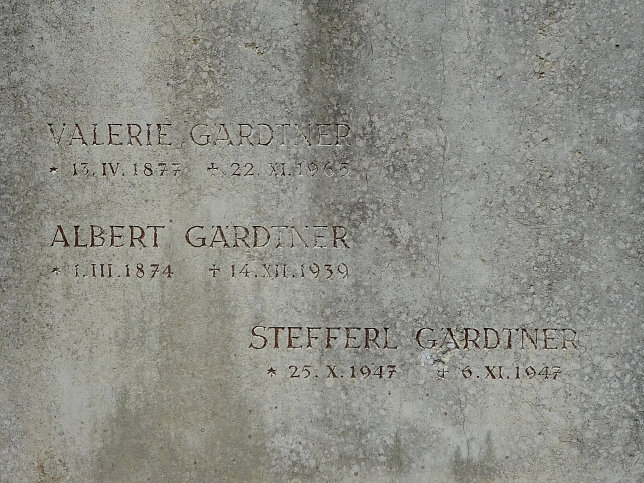 VALERIE GARDTNER
* 13. IV. 1877 ✝ 22. XI. 1965
ALBERT GARDTNER
* 1. III. 1874 ✝ 14. XII. 1939
STEFFERL GARDTNER
* 25. X. 1947 ✝ 6. XI. 1947